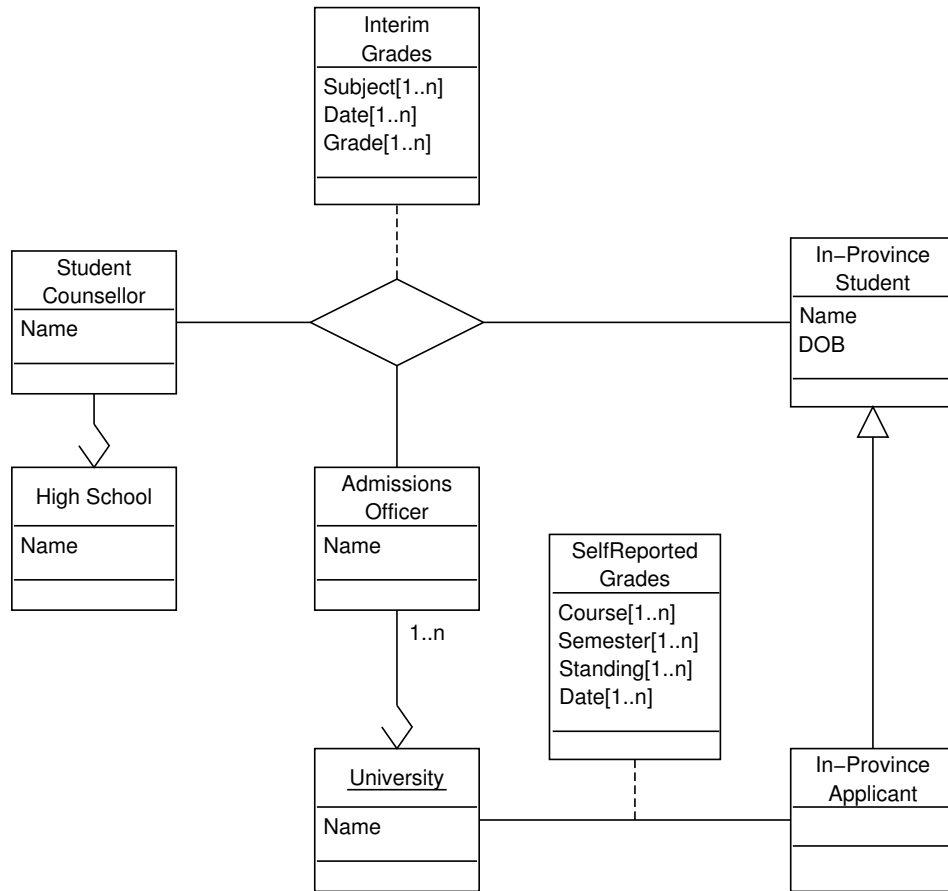 Interim
Grades
Subject[1..n]
Date[1..n]
Grade[1..n]
Student
Counsellor
Name
In−Province
Student
Name
DOB
High School
Name
Admissions
Officer
Name
1..n
SelfReported
Grades
Course[1..n]
Semester[1..n]
Standing[1..n]
Date[1..n]
University
Name
In−Province
Applicant